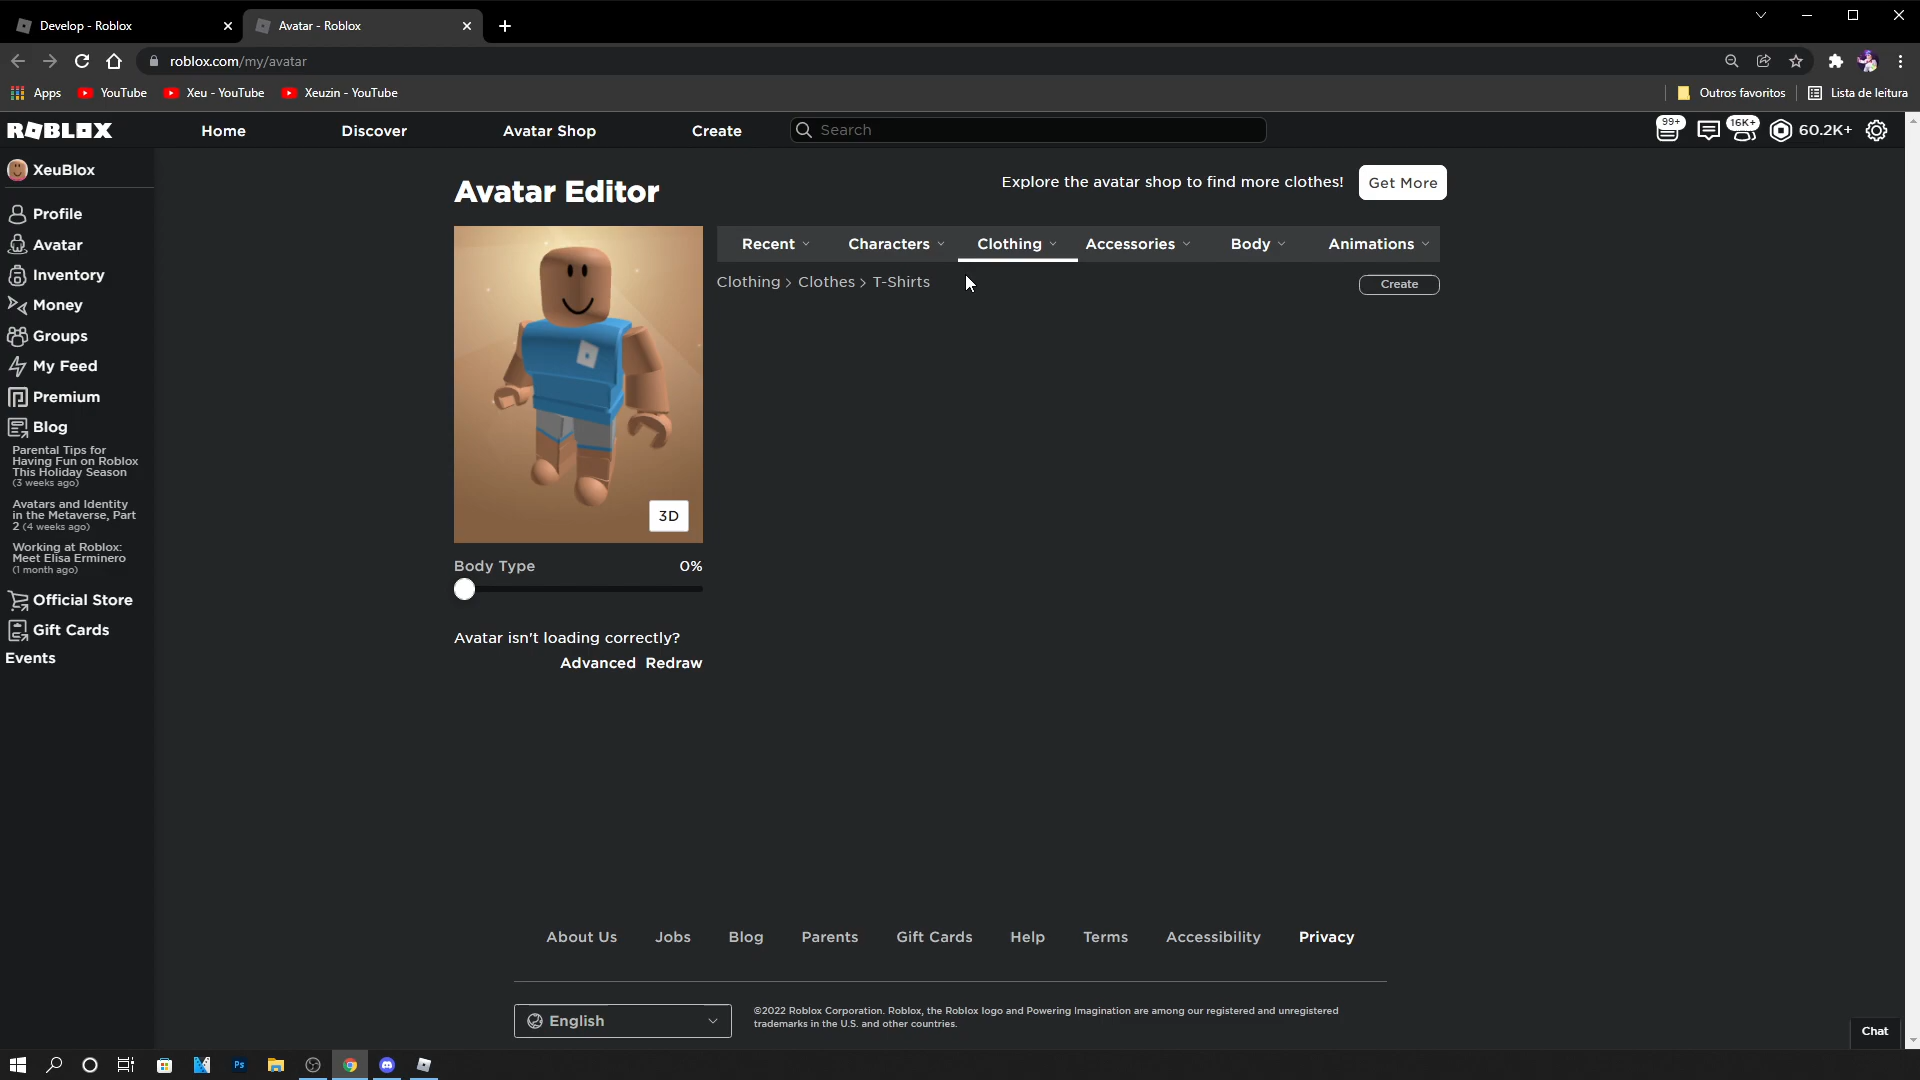 Develop - Roblox
Avatar - Roblox
roblox.com/my/avatar
Apps
YouTube
Xeu - YouTube
Xeuzin - YouTube
Outros favoritos
Lista de leitura
ROBLOX
Home
Discover
Avatar Shop
Create
Search
99+
16K+
60.2K+
XeuBlox
Profile
Avatar
Inventory
Money
Groups
My Feed
Premium
Blog
Parental Tips for
Having Fun on Roblox
This Holiday Season
(3 weeks ago)
Avatars and Identity
in the Metaverse, Part
2 (4 weeks ago)
Working at Roblox:
Meet Elisa Erminero
(1 month ago)
Official Store
Gift Cards
Events
Avatar Editor
Explore the avatar shop to find more clothes!
Get More
Recent
Characters
Clothing
Accessories
Body
Animations
Clothing > Clothes > T-Shirts
Create
3D
Body Type
0%
Avatar isn't loading correctly?
Advanced
Redraw
About Us
Jobs
Blog
Parents
Gift Cards
Help
Terms
Accessibility
Privacy
English
©2022 Roblox Corporation. Roblox, the Roblox logo and Powering Imagination are among our registered and unregistered
trademarks in the U.S. and other countries.
Chat
Ps